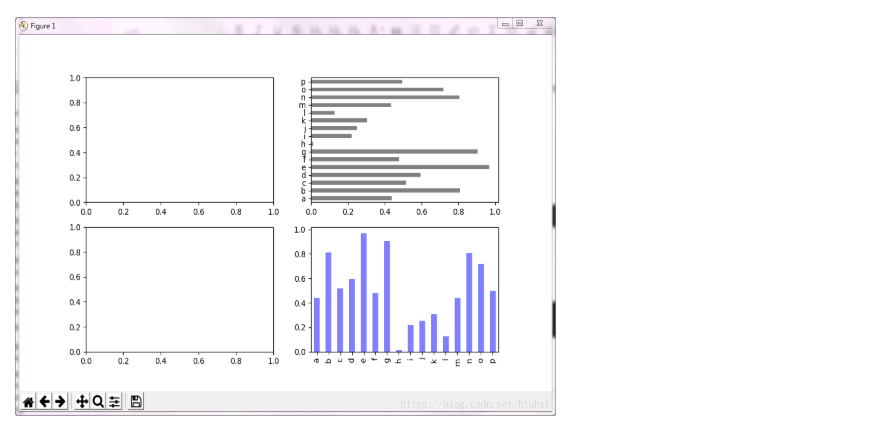 Figure 1
1.0
0.8
0.6
0.4
0.2
0.0
0.0 0.2 0.4 0.6 0.8 1.0
p
o
n
m
l
k
j
i
h
g
f
e
d
c
b
a
0.0 0.2 0.4 0.6 0.8 1.0
1.0
0.8
0.6
0.4
0.2
0.0
0.0 0.2 0.4 0.6 0.8 1.0
1.0
0.8
0.6
0.4
0.2
0.0
a b c d e f g h i j k l m n o p
https://blog.csdn.net/htuhxf